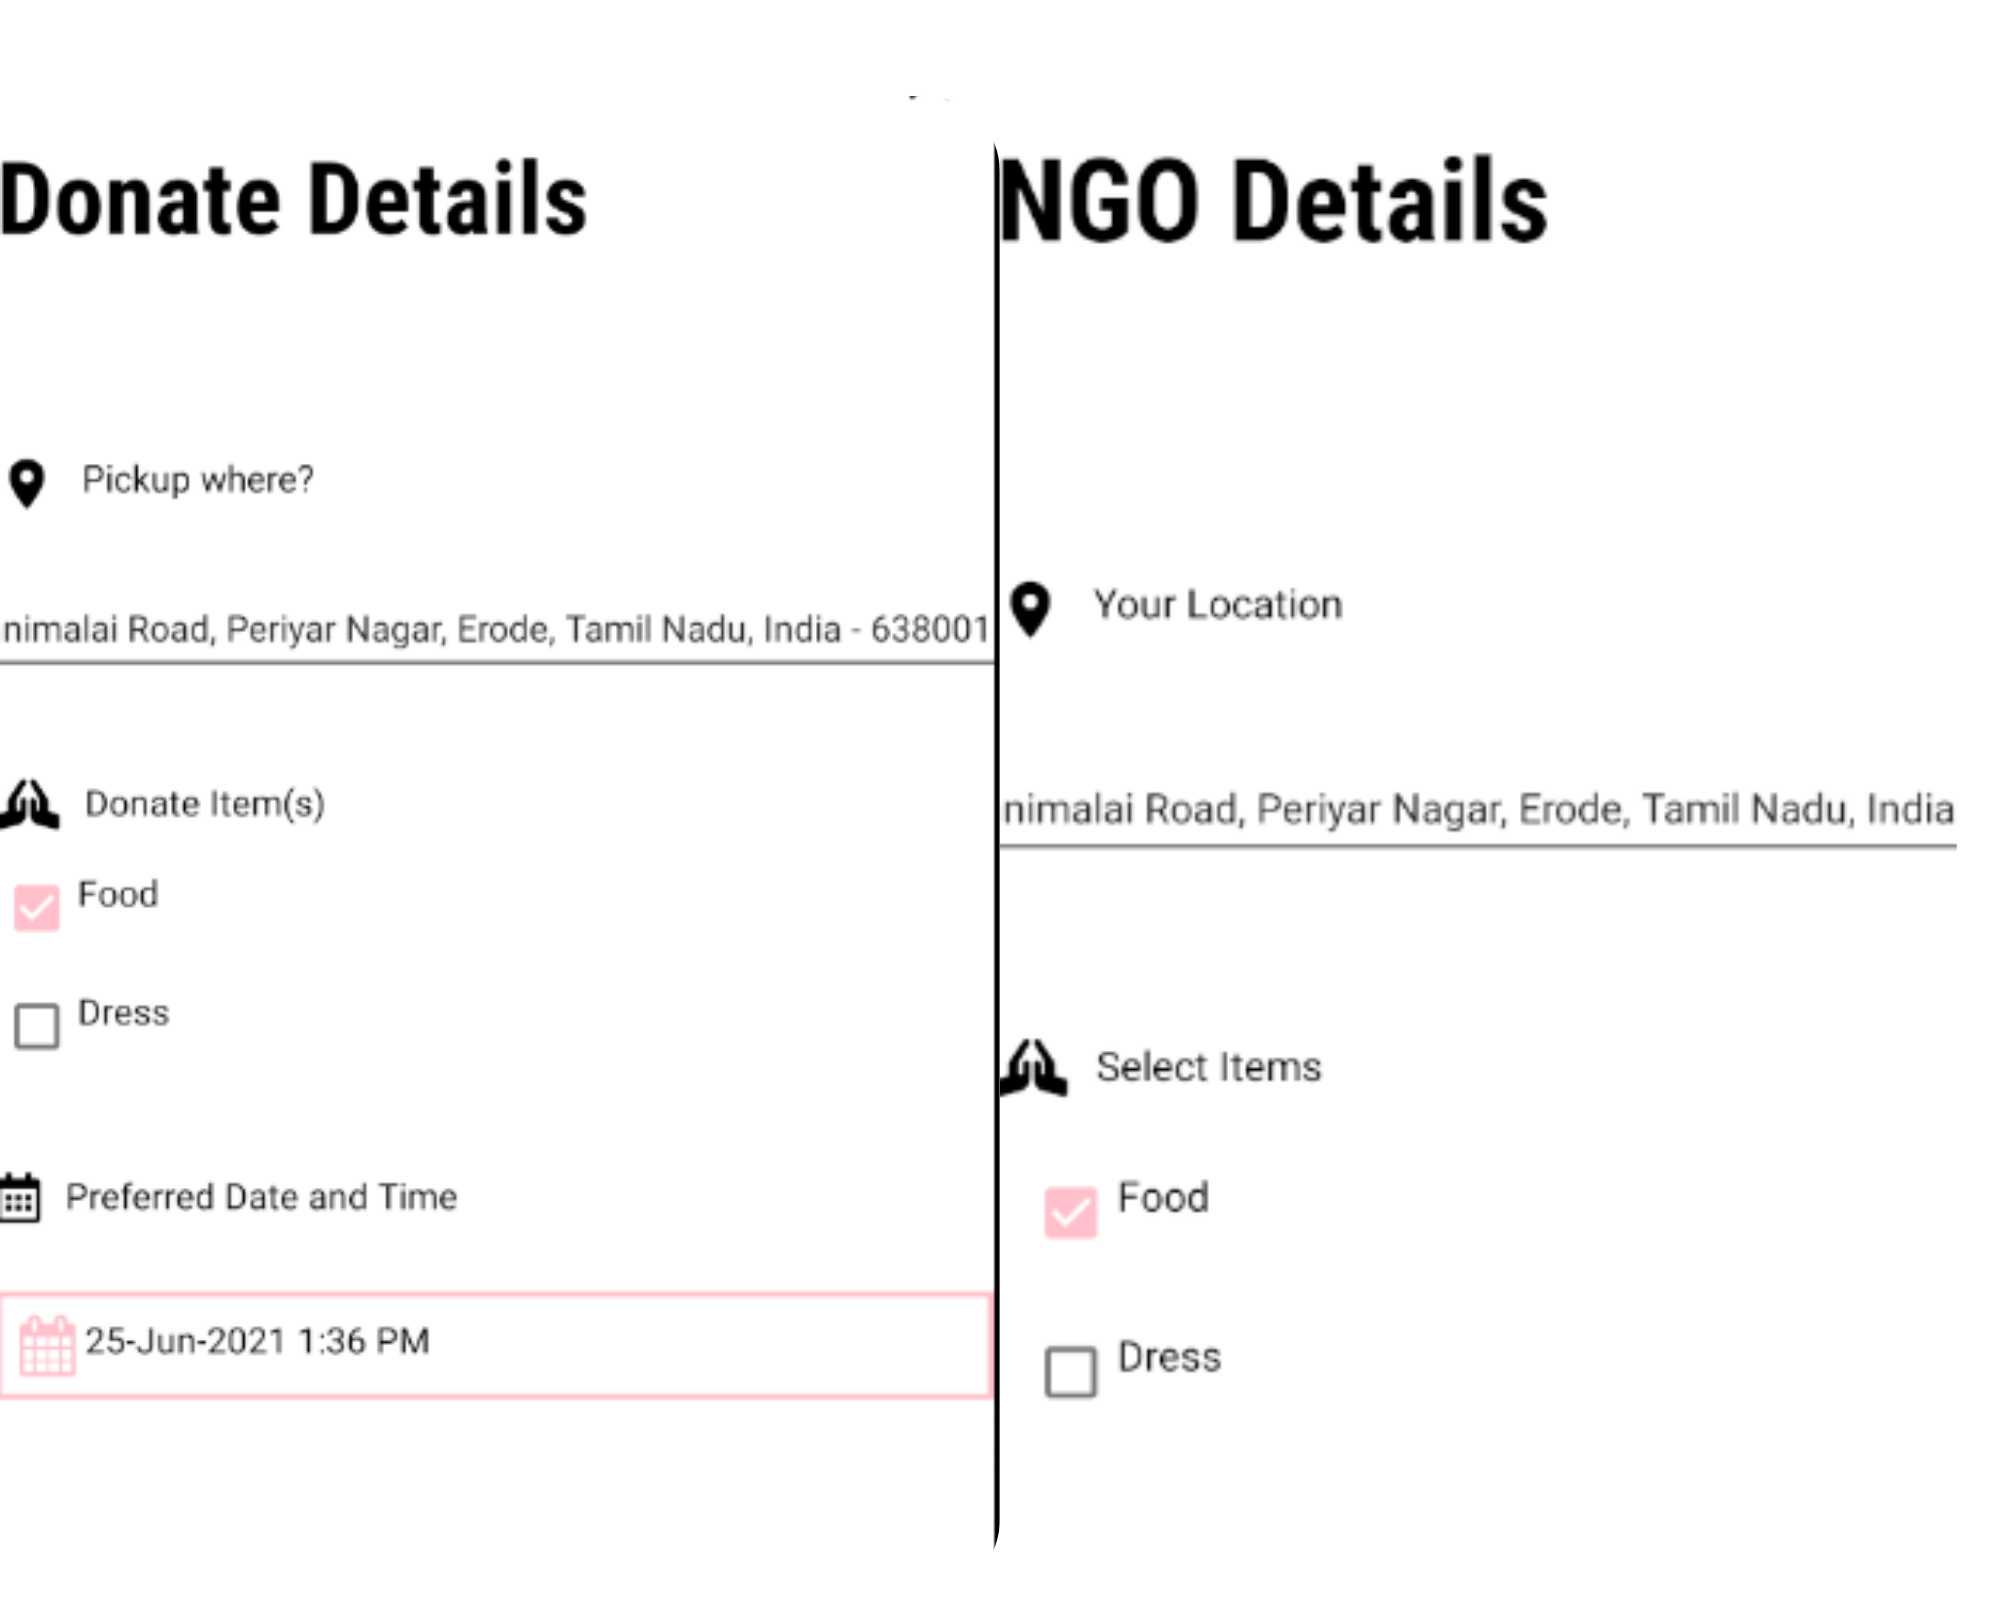 Donate Details
Pickup where?
nimalai Road, Periyar Nagar, Erode, Tamil Nadu, India - 638001
Donate Item(s)
Food
Dress
Preferred Date and Time
25-Jun-2021 1:36 PM
NGO Details
Your Location
nimalai Road, Periyar Nagar, Erode, Tamil Nadu, India
Select Items
Food
Dress